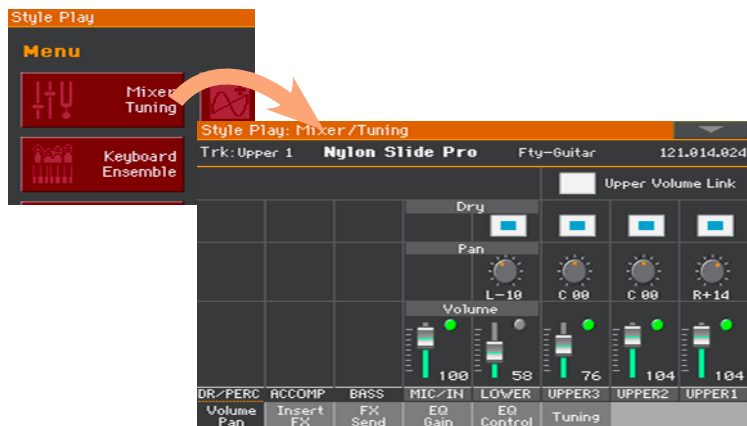 Style Play
Menu
Mixer
Tuning
Keyboard
Ensemble
Style Play: Mixer/Tuning
Trk:Upper 1 Nylon Slide Pro Fty-Guitar 121.014.024
Upper Volume Link
Dry
Pan
L-10 C 00 C 00 R+14
Volume
100 58 76 104 104
DR/PERC ACCOMP BASS MIC/IN LOWER UPPER3 UPPER2 UPPER1
Volume Pan Insert FX FX Send EQ Gain EQ Control Tuning